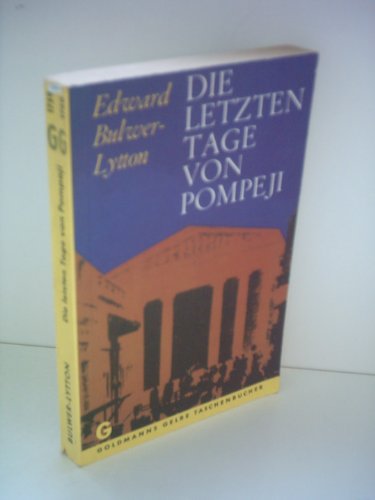 Edward
Bulwer-
Lytton
DIE
LETZTEN
TAGE
VON
POMPEJI
G
GOLDMANNS GELBE TASCHENBÜCHER
G
Die letzten Tage von Pompeji
BULWER-LYTTON